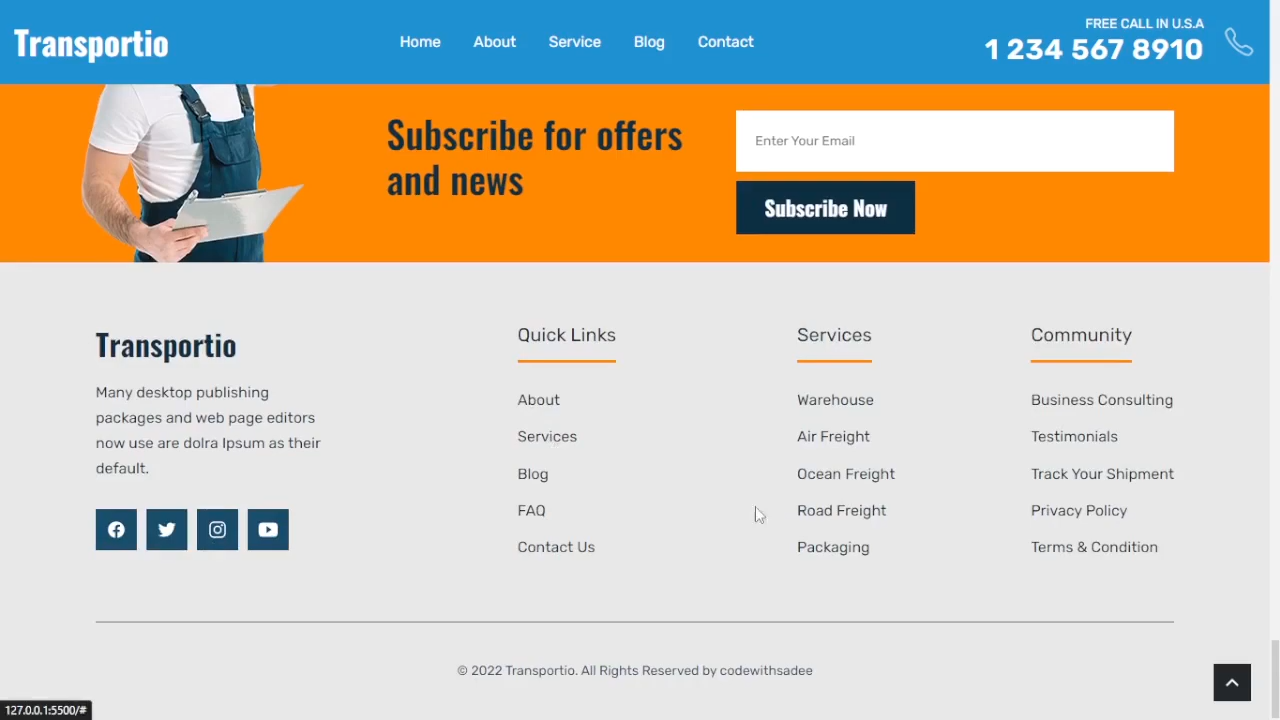 Transportio
Home About Service Blog Contact
FREE CALL IN U.S.A
1 234 567 8910
Subscribe for offers
and news
Enter Your Email
Subscribe Now
Transportio
Many desktop publishing
packages and web page editors
now use are dolra Ipsum as their
default.
Quick Links
About
Services
Blog
FAQ
Contact Us
Services
Warehouse
Air Freight
Ocean Freight
Road Freight
Packaging
Community
Business Consulting
Testimonials
Track Your Shipment
Privacy Policy
Terms & Condition
© 2022 Transportio. All Rights Reserved by codewithsadee
127.0.0.1:5500/#